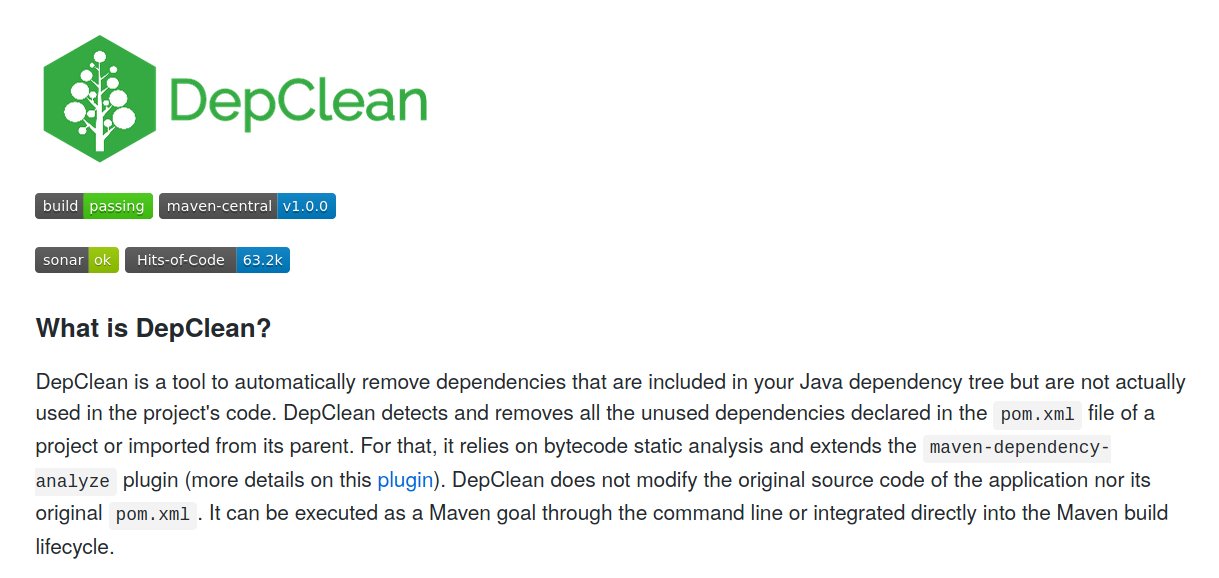 DepClean
build passing maven-central v1.0.0
sonar ok Hits-of-Code 63.2k
What is DepClean?
DepClean is a tool to automatically remove dependencies that are included in your Java dependency tree but are not actually
used in the project's code. DepClean detects and removes all the unused dependencies declared in the pom.xml file of a
project or imported from its parent. For that, it relies on bytecode static analysis and extends the maven-dependency-
analyze plugin (more details on this plugin). DepClean does not modify the original source code of the application nor its
original pom.xml . It can be executed as a Maven goal through the command line or integrated directly into the Maven build
lifecycle.